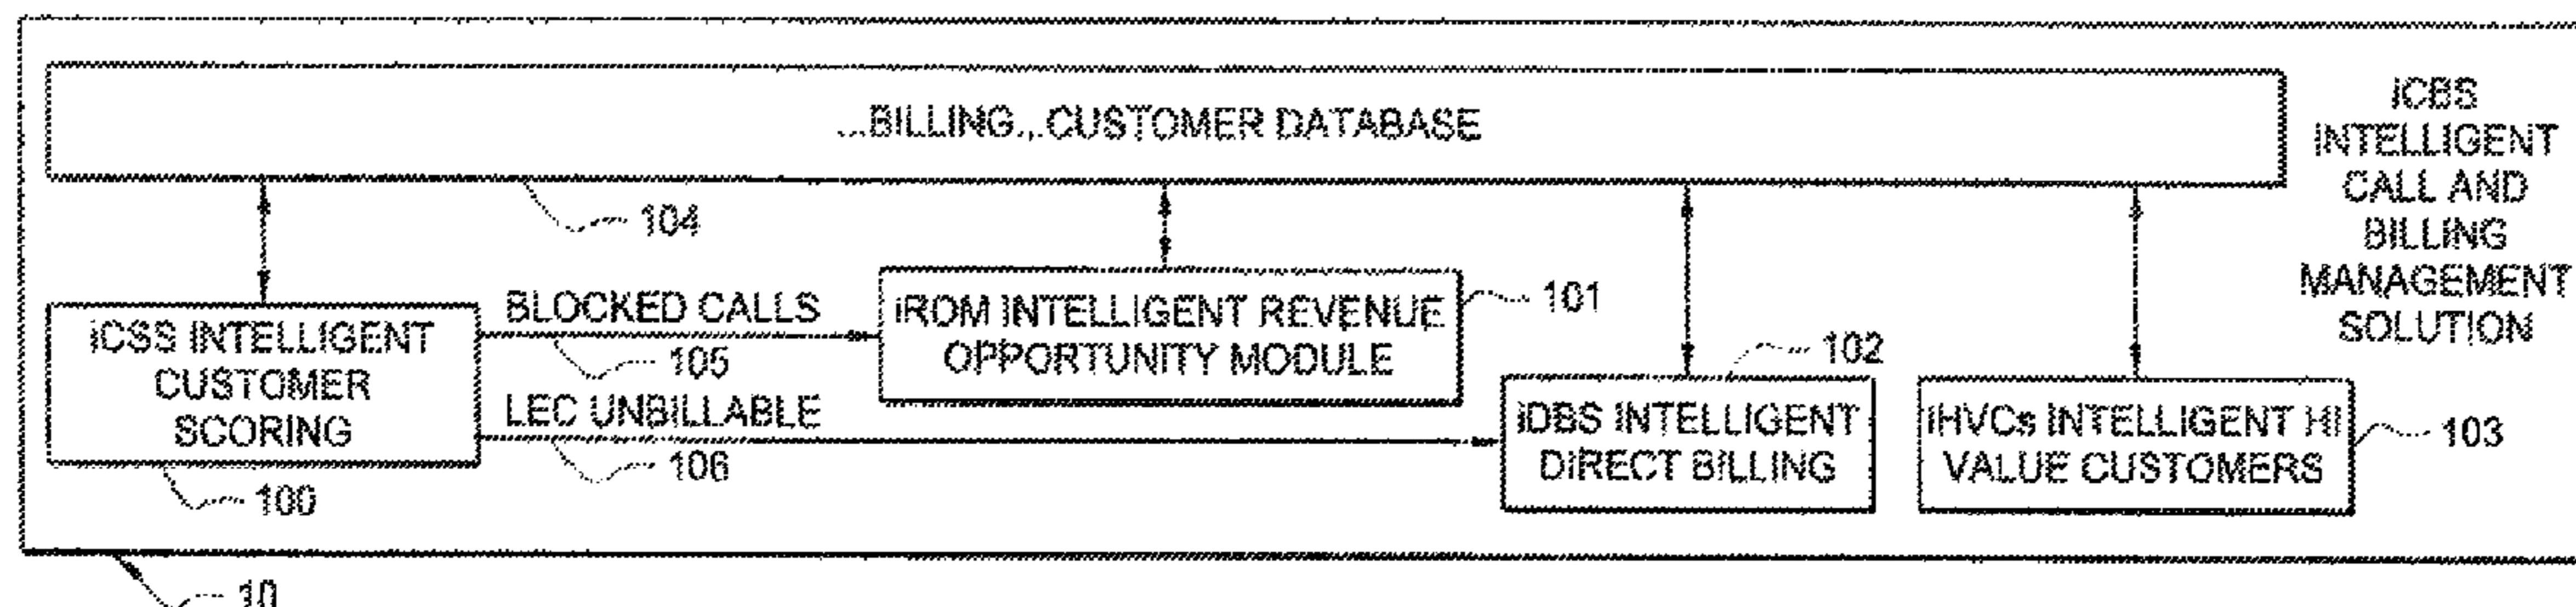 ...BILLING...CUSTOMER DATABASE
iCBS
INTELLIGENT
CALL AND
BILLING
MANAGEMENT
SOLUTION
104
BLOCKED CALLS
105
iROM INTELLIGENT REVENUE
OPPORTUNITY MODULE
101
iCSS INTELLIGENT
CUSTOMER
SCORING
100
LEC UNBILLABLE
106
102
iDBS INTELLIGENT
DIRECT BILLING
iHVCs INTELLIGENT HI
VALUE CUSTOMERS
103
10